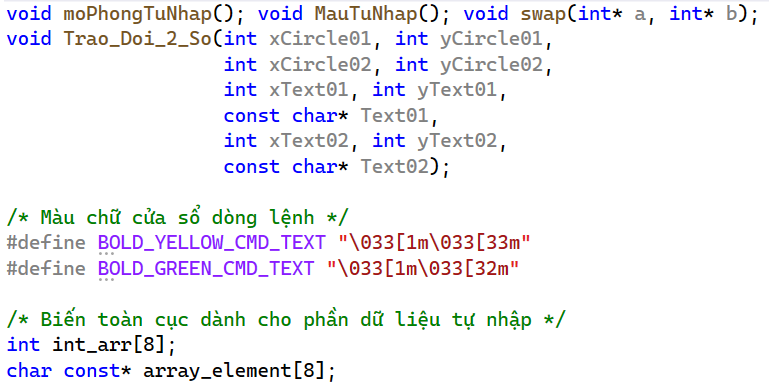 void moPhongTuNhap(); void MauTuNhap(); void swap(int* a, int* b);
void Trao_Doi_2_So(int xCircle01, int yCircle01,
int xCircle02, int yCircle02,
int xText01, int yText01,
const char* Text01,
int xText02, int yText02,
const char* Text02);
/* Màu chữ cửa sổ dòng lệnh */
#define BOLD_YELLOW_CMD_TEXT "\033[1m\033[33m"
#define BOLD_GREEN_CMD_TEXT "\033[1m\033[32m"
/* Biến toàn cục dành cho phần dữ liệu tự nhập */
int int_arr[8];
char const* array_element[8];